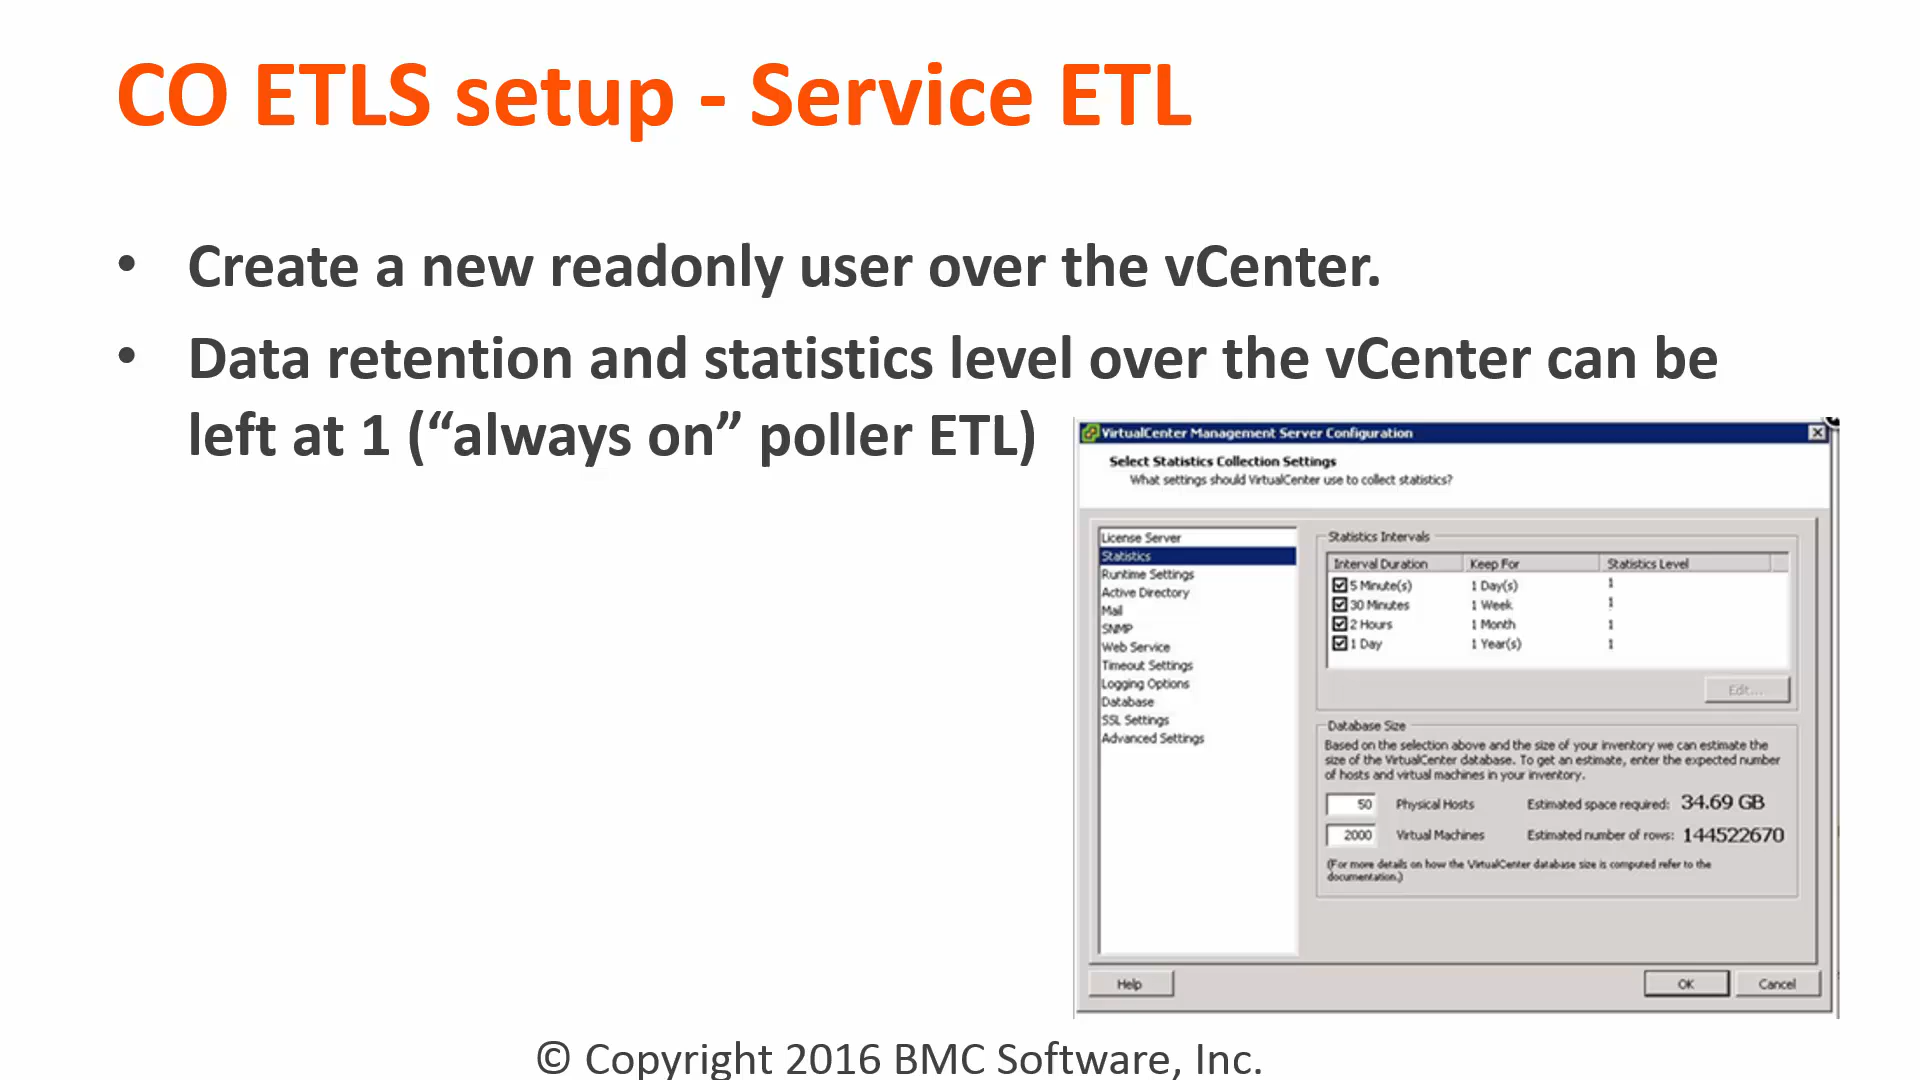 CO ETLS setup - Service ETL
• Create a new readonly user over the vCenter.
• Data retention and statistics level over the vCenter can be
left at 1 (“always on” poller ETL)
VirtualCenter Management Server Configuration
Select Statistics Collection Settings
What settings should VirtualCenter use to collect statistics?
License Server
Statistics
Runtime Settings
Active Directory
Mail
SNMP
Web Service
Timeout Settings
Logging Options
Database
SSL Settings
Advanced Settings
Statistics Intervals
Interval Duration Keep For Statistics Level
5 Minute(s) 1 Day(s) 1
30 Minutes 1 Week 1
2 Hours 1 Month 1
1 Day 1 Year(s) 1
Edit...
Database Size
Based on the selection above and the size of your inventory we can estimate the
size of the VirtualCenter database. To get an estimate, enter the expected number
of hosts and virtual machines in your inventory.
50 Physical Hosts Estimated space required: 34.69 GB
2000 Virtual Machines Estimated number of rows: 144522670
(For more details on how the VirtualCenter database size is computed refer to the
documentation.)
Help OK Cancel
© Copyright 2016 BMC Software, Inc.